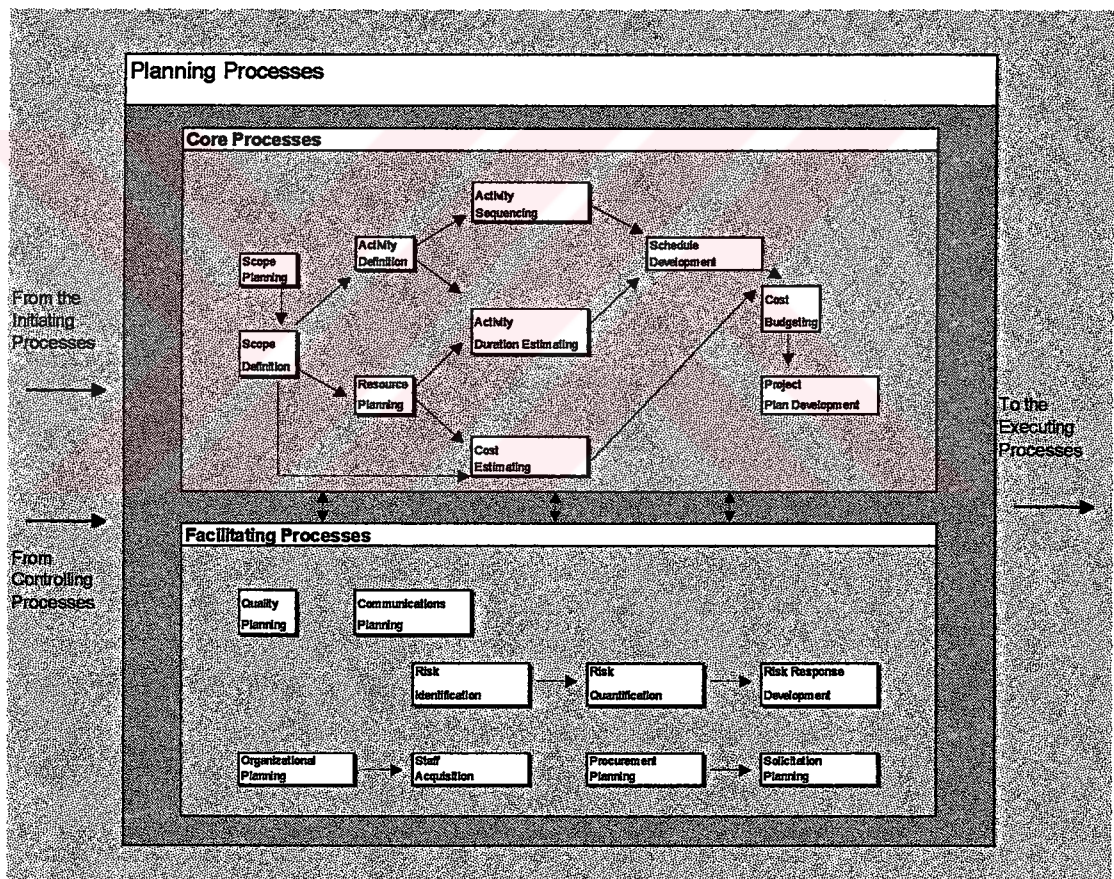 Planning Processes
Core Processes
Activity
Sequencing
Activity
Definition
Schedule
Development
Scope
Planning
From the
Initiating
Processes
Cost
Budgeting
Activity
Duration Estimating
Scope
Definition
Resource
Planning
Project
Plan Development
To the
Executing
Processes
Cost
Estimating
Facilitating Processes
From
Controlling
Processes
Quality
Planning
Communications
Planning
Risk
Identification
Risk
Quantification
Risk Response
Development
Organizational
Planning
Staff
Acquisition
Procurement
Planning
Solicitation
Planning